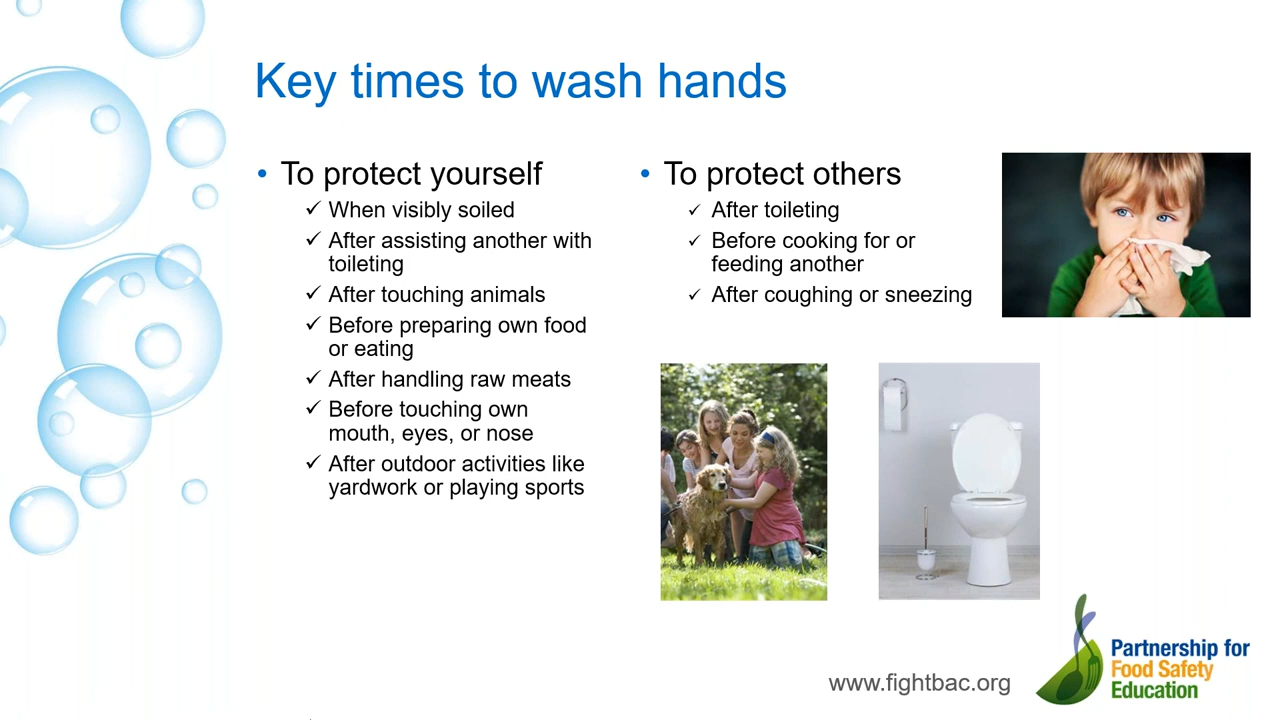 Key times to wash hands
• To protect yourself
✓ When visibly soiled
✓ After assisting another with
toileting
✓ After touching animals
✓ Before preparing own food
or eating
✓ After handling raw meats
✓ Before touching own
mouth, eyes, or nose
✓ After outdoor activities like
yardwork or playing sports
• To protect others
✓ After toileting
✓ Before cooking for or
feeding another
✓ After coughing or sneezing
www.fightbac.org
Partnership for
Food Safety
Education